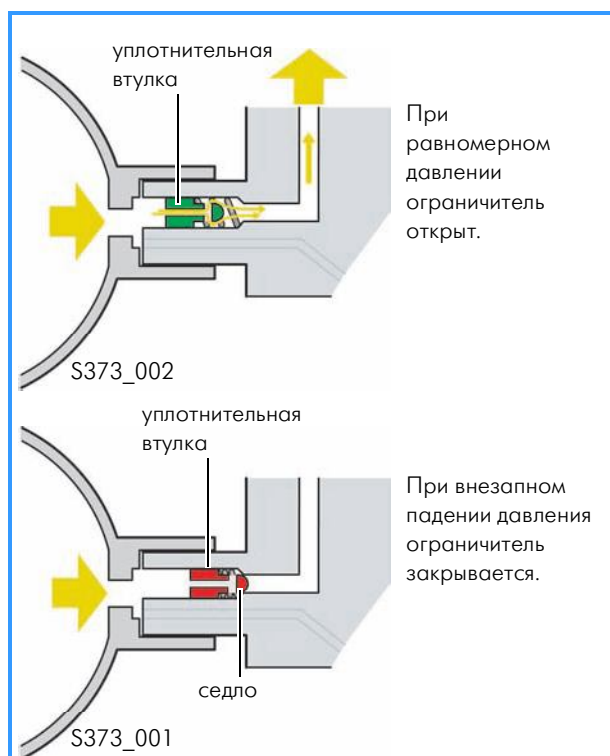 уплотнительная
втулка
При
равномерном
давлении
ограничитель
открыт.
S373_002
уплотнительная
втулка
При внезапном
падении давления
ограничитель
закрывается.
седло
S373_001